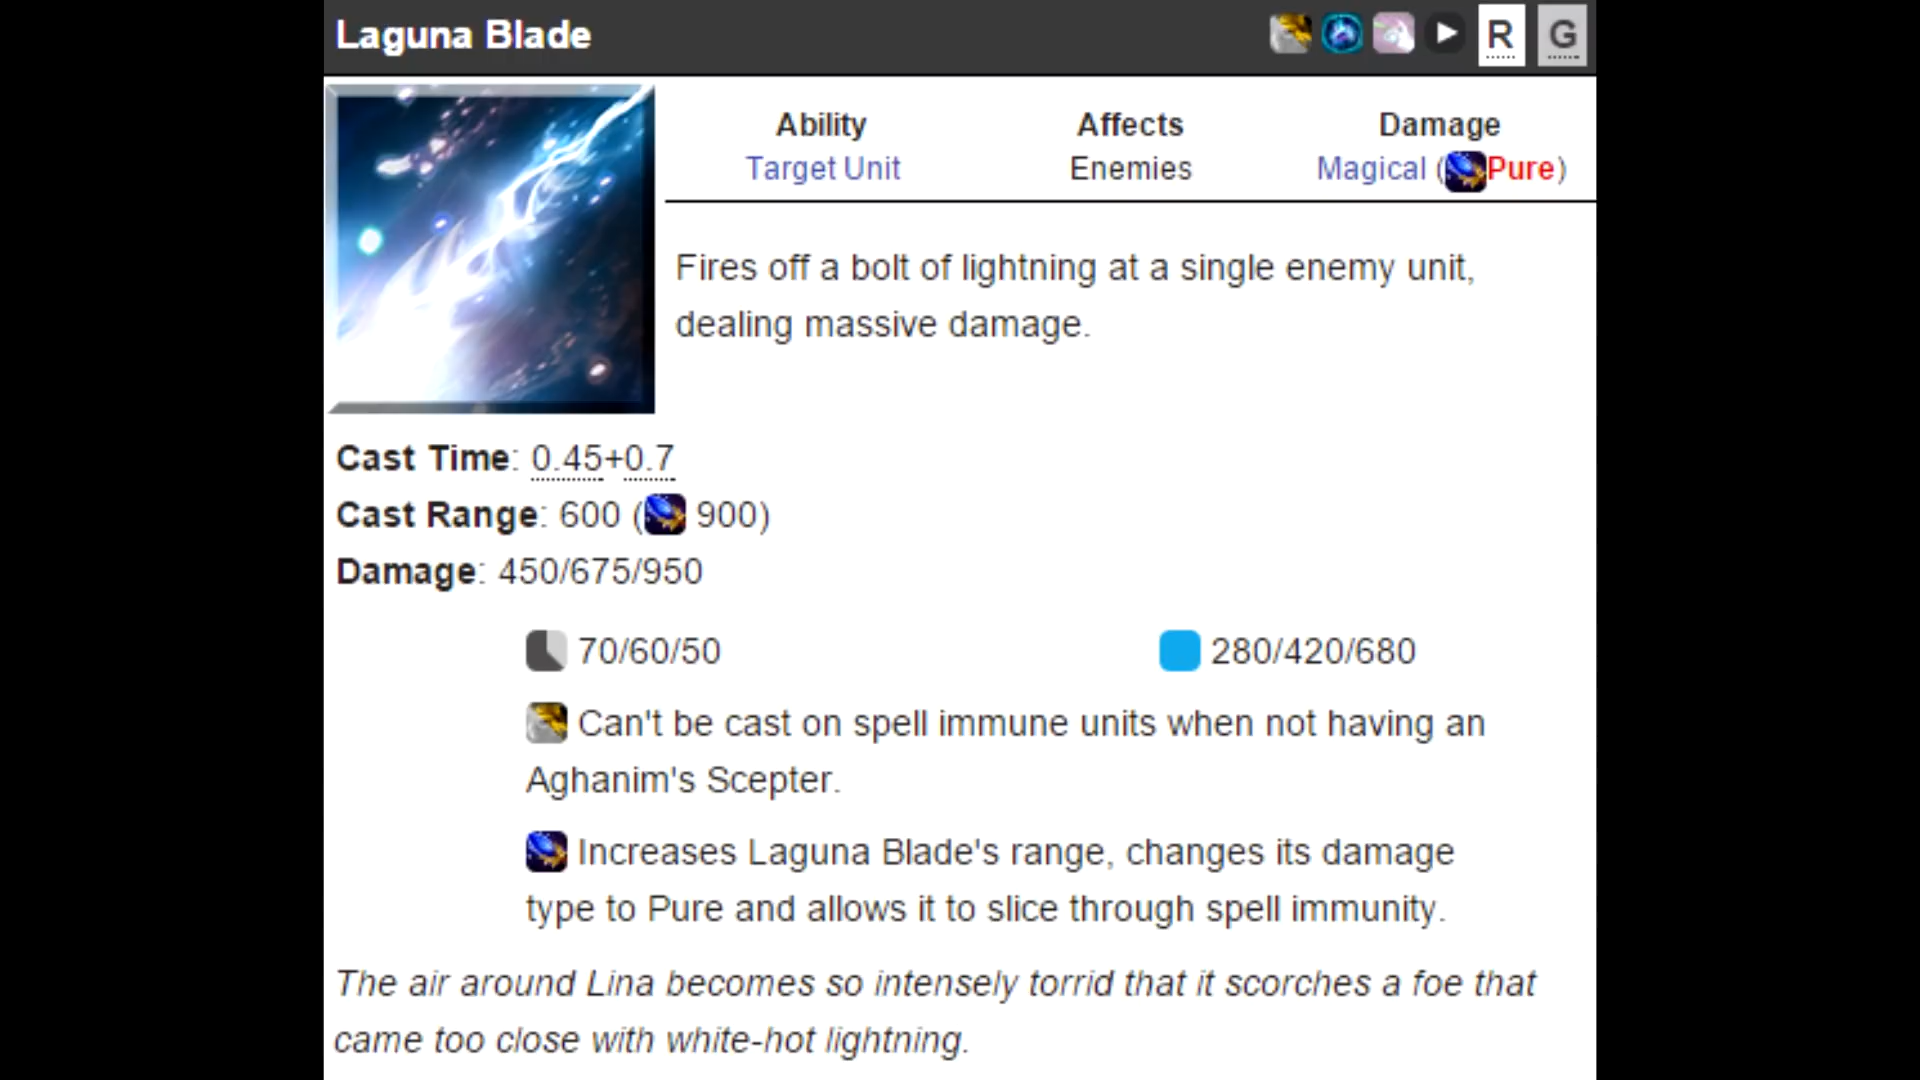 Laguna Blade R G
Ability Affects Damage
Target Unit Enemies Magical (Pure)
Fires off a bolt of lightning at a single enemy unit,
dealing massive damage.
Cast Time: 0.45+0.7
Cast Range: 600 ( 900)
Damage: 450/675/950
70/60/50 280/420/680
Can't be cast on spell immune units when not having an
Aghanim's Scepter.
Increases Laguna Blade's range, changes its damage
type to Pure and allows it to slice through spell immunity.
The air around Lina becomes so intensely torrid that it scorches a foe that
came too close with white-hot lightning.